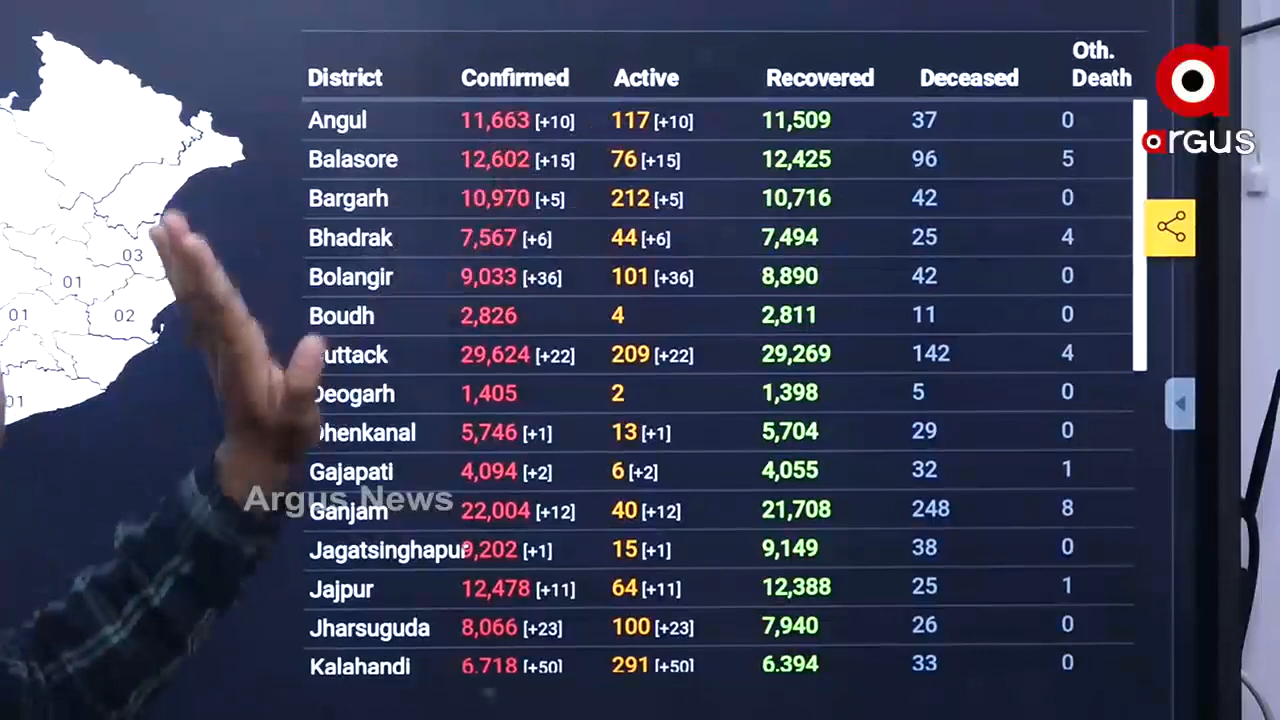 Oth.
District Confirmed Active Recovered Deceased Death
Angul 11,663 [+10] 117 [+10] 11,509 37 0
Balasore 12,602 [+15] 76 [+15] 12,425 96 5
Bargarh 10,970 [+5] 212 [+5] 10,716 42 0
Bhadrak 7,567 [+6] 44 [+6] 7,494 25 4
Bolangir 9,033 [+36] 101 [+36] 8,890 42 0
Boudh 2,826 4 2,811 11 0
uttack 29,624 [+22] 209 [+22] 29,269 142 4
Deogarh 1,405 2 1,398 5 0
Dhenkanal 5,746 [+1] 13 [+1] 5,704 29 0
Gajapati 4,094 [+2] 6 [+2] 4,055 32 1
Ganjam 22,004 [+12] 40 [+12] 21,708 248 8
Jagatsinghapur 9,202 [+1] 15 [+1] 9,149 38 0
Jajpur 12,478 [+11] 64 [+11] 12,388 25 1
Jharsuguda 8,066 [+23] 100 [+23] 7,940 26 0
Kalahandi 6,718 [+50] 291 [+50] 6,394 33 0
03
01
01 02
01
Argus News
argus